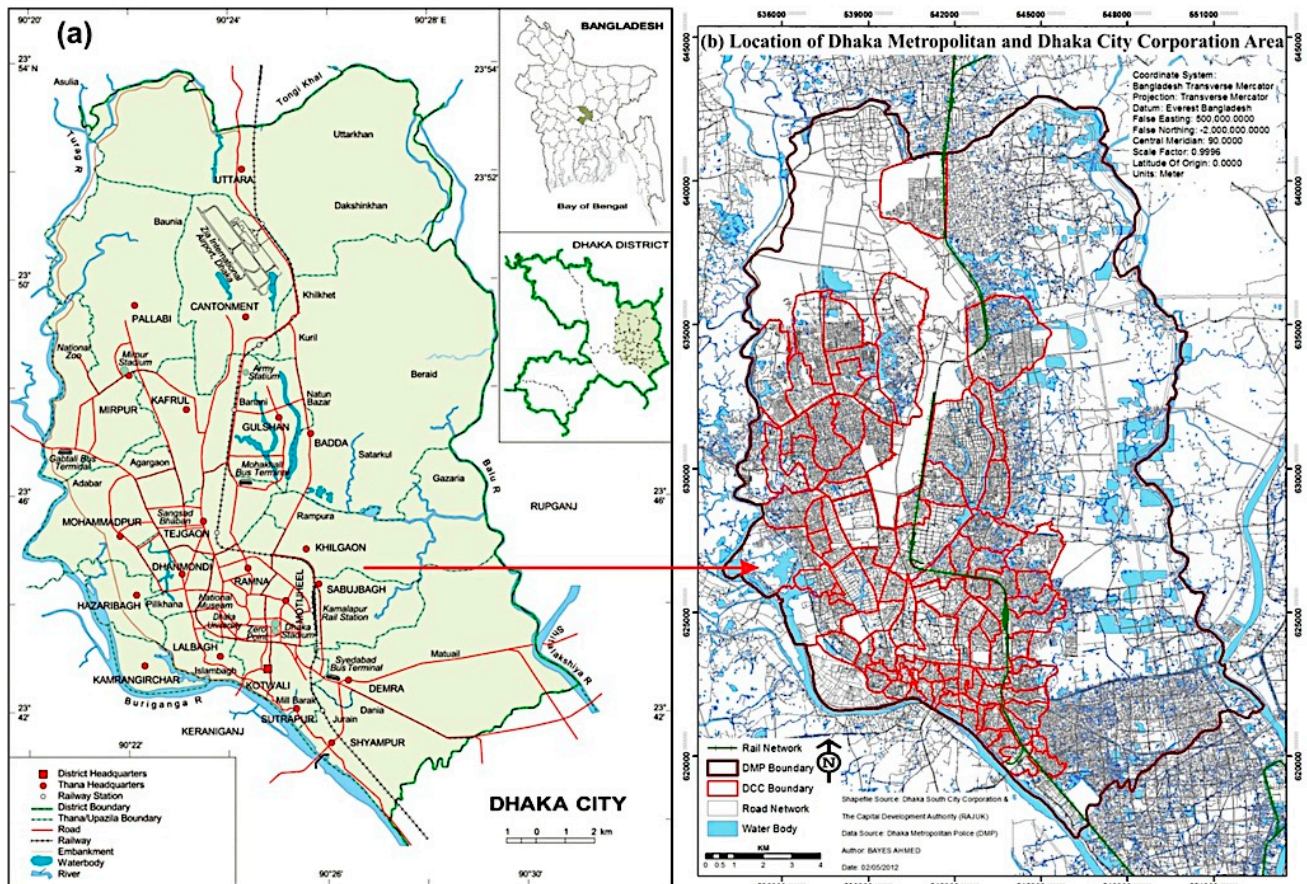 90°20'
90°24'
90°28' E
(a)
23°
54' N
Asulia
Turag R
Tongi Khal
Uttarkhan
UTTARA
Dakshinkhan
Baunia
Zia International
Airport, Dhaka
23°
50'
Khilkhet
CANTONMENT
PALLABI
Kuril
National
Zoo
Mirpur
Stadium
Army
Statium
Beraid
KAFRUL
Banani
Natun
Bazar
MIRPUR
GULSHAN
BADDA
Gabtali Bus
Terminal
Agargaon
Mohakhali
Bus Terminal
Satarkul
Adabar
Gazaria
Balu R
23°
46'
MOHAMMADPUR
Sangsad
Bhaban
TEJGAON
Rampura
RUPGANJ
23°
46'
KHILGAON
DHANMONDI
RAMNA
MOTIJHEEL
SABUJBAGH
HAZARIBAGH
Pilkhana
National
Museam
Kamalapur
Rail Station
Dhaka
University
Zero
Point
Dhaka
Stadium
LALBAGH
Islambagh
Syedabad
Bus Terminal
Matuail
KAMRANGIRCHAR
KOTWALI
DEMRA
Buriganga R
Mill Barak
Dania
SUTRAPUR
Jurain
23°
42'
23°
42'
KERANIGANJ
SHYAMPUR
90°22'
90°26'
90°30'
District Headquarters
Thana Headquarters
Railway Station
District Boundary
Thana/Upazila Boundary
Road
Railway
Embankment
Waterbody
River
DHAKA CITY
1 0 1 2 km
BANGLADESH
Bay of Bengal
23°54'
23°52'
DHAKA DISTRICT
536000
539000
542000
545000
548000
551000
(b) Location of Dhaka Metropolitan and Dhaka City Corporation Area
Coordinate System:
Bangladesh Transverse Mercator
Projection: Transverse Mercator
Datum: Everest Bangladesh
False Easting: 500,000.0000
False Northing: -2,000,000.0000
Central Meridian: 90.0000
Scale Factor: 0.9996
Latitude Of Origin: 0.0000
Units: Meter
645000
640000
635000
630000
625000
620000
Rail Network
DMP Boundary
DCC Boundary
Road Network
Water Body
N
KM
0 0.5 1 2 3 4
Shapefile Source: Dhaka South City Corporation &
The Capital Development Authority (RAJUK)
Data Source: Dhaka Metropolitan Police (DMP)
Author: BAYES AHMED
Date: 02/05/2012